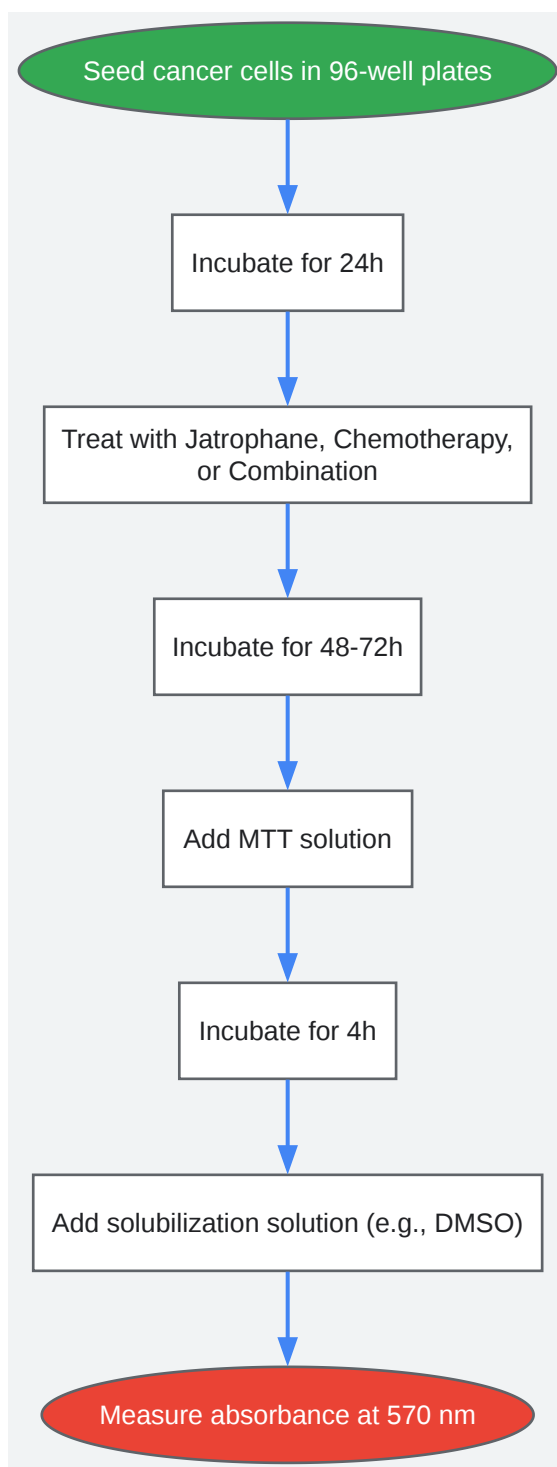 Seed cancer cells in 96-well plates
Incubate for 24h
Treat with Jatrophane, Chemotherapy,
or Combination
Incubate for 48-72h
Add MTT solution
Incubate for 4h
Add solubilization solution (e.g., DMSO)
Measure absorbance at 570 nm